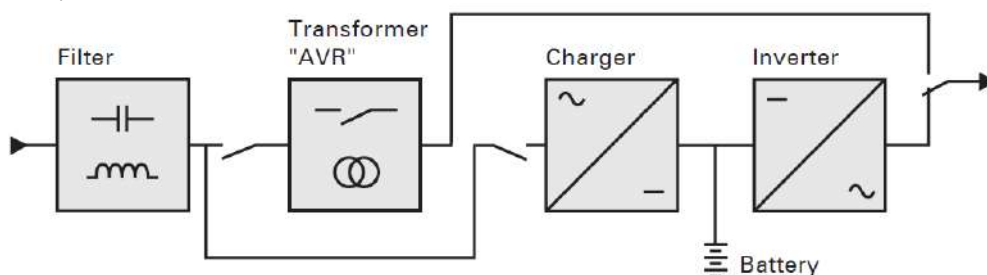 Filter
Transformer
"AVR"
Charger
Inverter
Battery